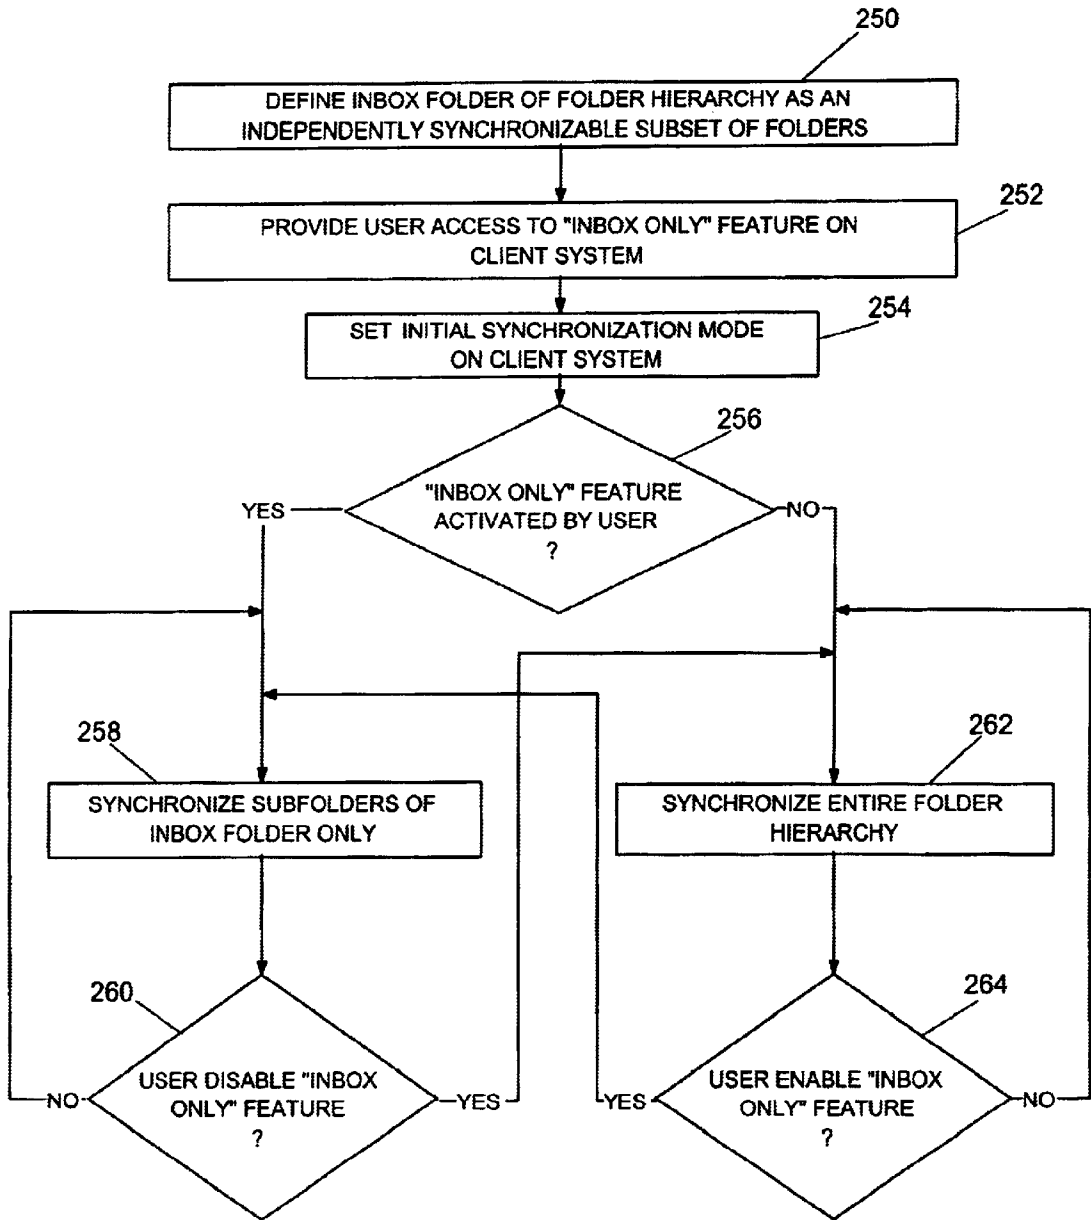 250
DEFINE INBOX FOLDER OF FOLDER HIERARCHY AS AN
INDEPENDENTLY SYNCHRONIZABLE SUBSET OF FOLDERS
252
PROVIDE USER ACCESS TO "INBOX ONLY" FEATURE ON
CLIENT SYSTEM
254
SET INITIAL SYNCHRONIZATION MODE
ON CLIENT SYSTEM
256
"INBOX ONLY" FEATURE
ACTIVATED BY USER
?
YES
NO
258
SYNCHRONIZE SUBFOLDERS OF
INBOX FOLDER ONLY
262
SYNCHRONIZE ENTIRE FOLDER
HIERARCHY
260
USER DISABLE "INBOX
ONLY" FEATURE
?
NO
YES
264
USER ENABLE "INBOX
ONLY" FEATURE
?
YES
NO